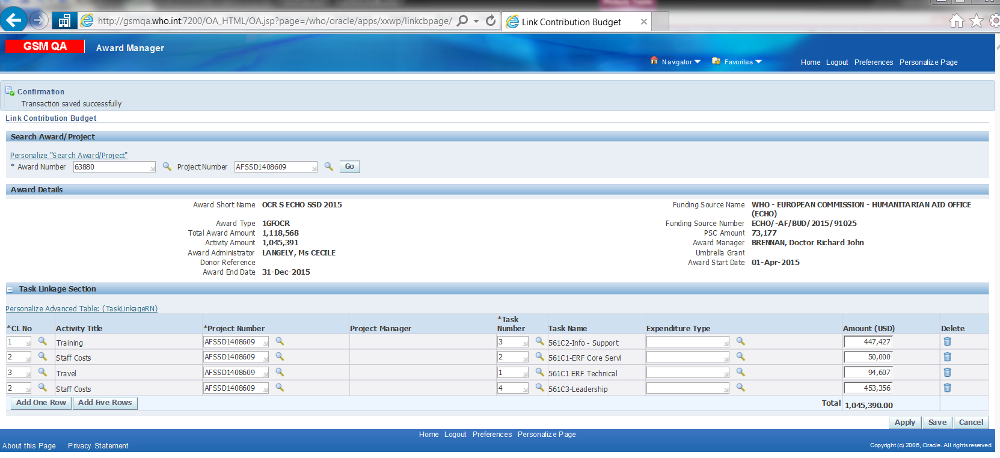 http://gsmqa.who.int:7200/OA_HTML/OA.jsp?page=/who/oracle/apps/xxwp/linkcbpage/ Link Contribution Budget
GSM QA Award Manager
Navigator Favorites Home Logout Preferences Personalize Page
Confirmation
Transaction saved successfully
Link Contribution Budget
Search Award/Project
Personalize "Search Award/Project"
* Award Number 63880 Project Number AFSSD1408609 Go
Award Details
Award Short Name OCR S ECHO SSD 2015 Funding Source Name WHO - EUROPEAN COMMISSION - HUMANITARIAN AID OFFICE
(ECHO)
Award Type 1GFOCR Funding Source Number ECHO/-AF/BUD/2015/91025
Total Award Amount 1,118,568 PSC Amount 73,177
Activity Amount 1,045,391 Award Manager BRENNAN, Doctor Richard John
Award Administrator LANGELY, Ms CECILE Umbrella Grant
Donor Reference Award Start Date 01-Apr-2015
Award End Date 31-Dec-2015
Task Linkage Section
Personalize Advanced Table: (TaskLinkageRN)
*CL No Activity Title *Project Number Project Manager *Task Number Task Name Expenditure Type Amount (USD) Delete
1 Training AFSSD1408609 3 561C2-Info - Support 447,427
2 Staff Costs AFSSD1408609 2 561C1-ERF Core Servl 50,000
3 Travel AFSSD1408609 1 561C1 ERF Technical 94,607
2 Staff Costs AFSSD1408609 4 561C3-Leadership 453,356
Add One Row Add Five Rows Total 1,045,390.00
Apply Save Cancel
Home Logout Preferences Personalize Page
About this Page Privacy Statement Copyright (c) 2006, Oracle. All rights reserved.